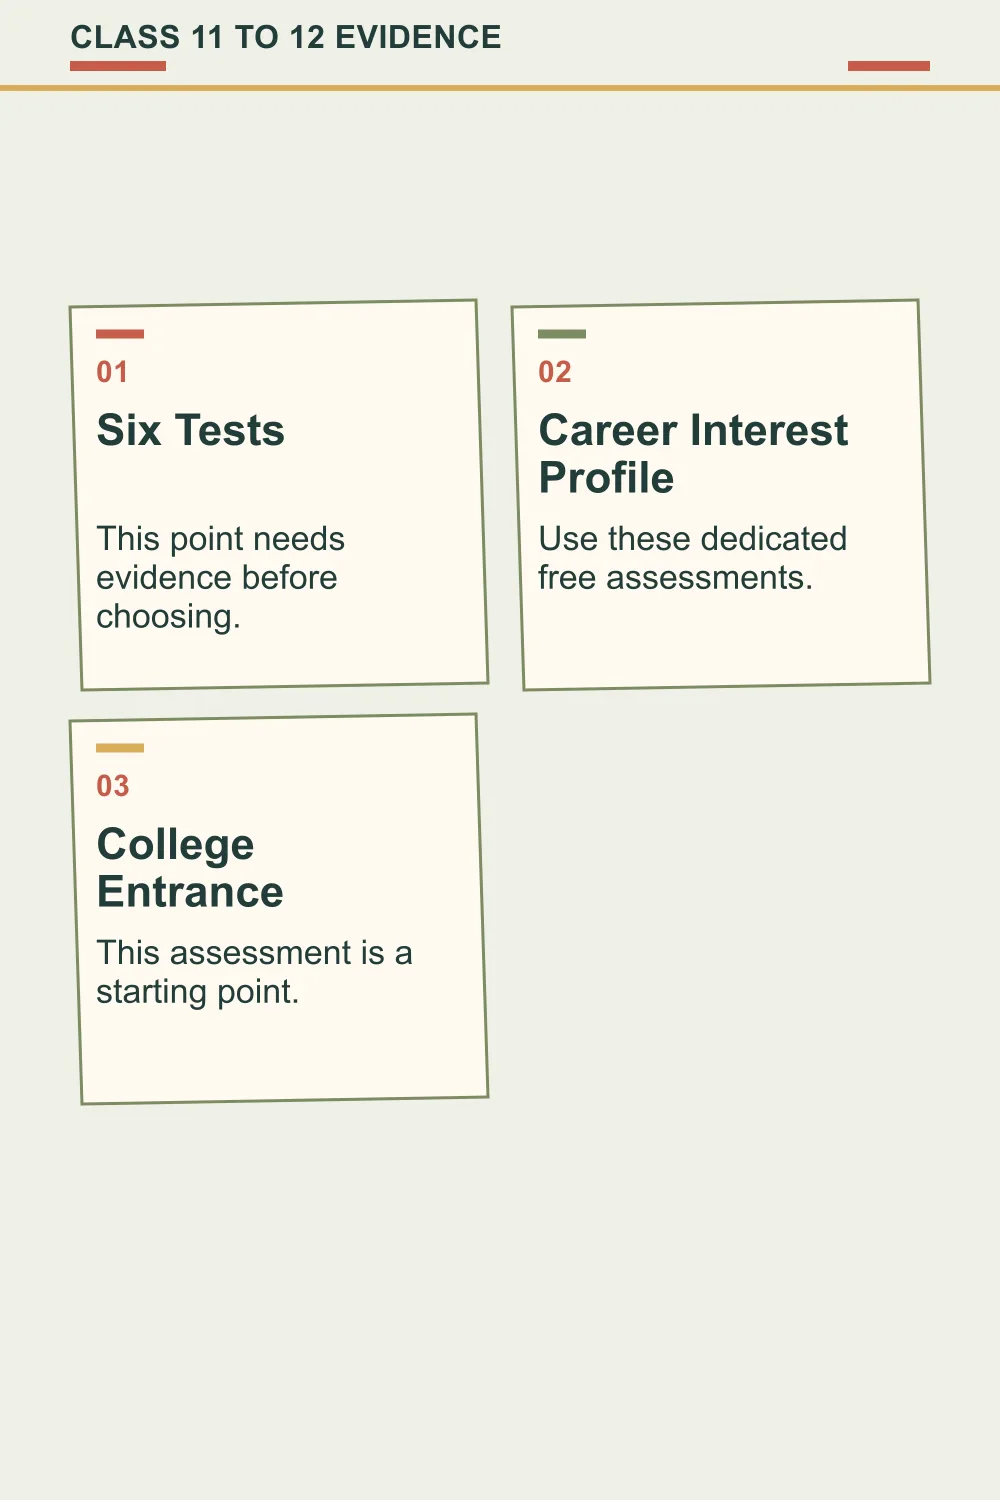 CLASS 11 TO 12 EVIDENCE
01
Six Tests
This point needs
evidence before
choosing.
02
Career Interest
Profile
Use these dedicated
free assessments.
03
College
Entrance
This assessment is a
starting point.